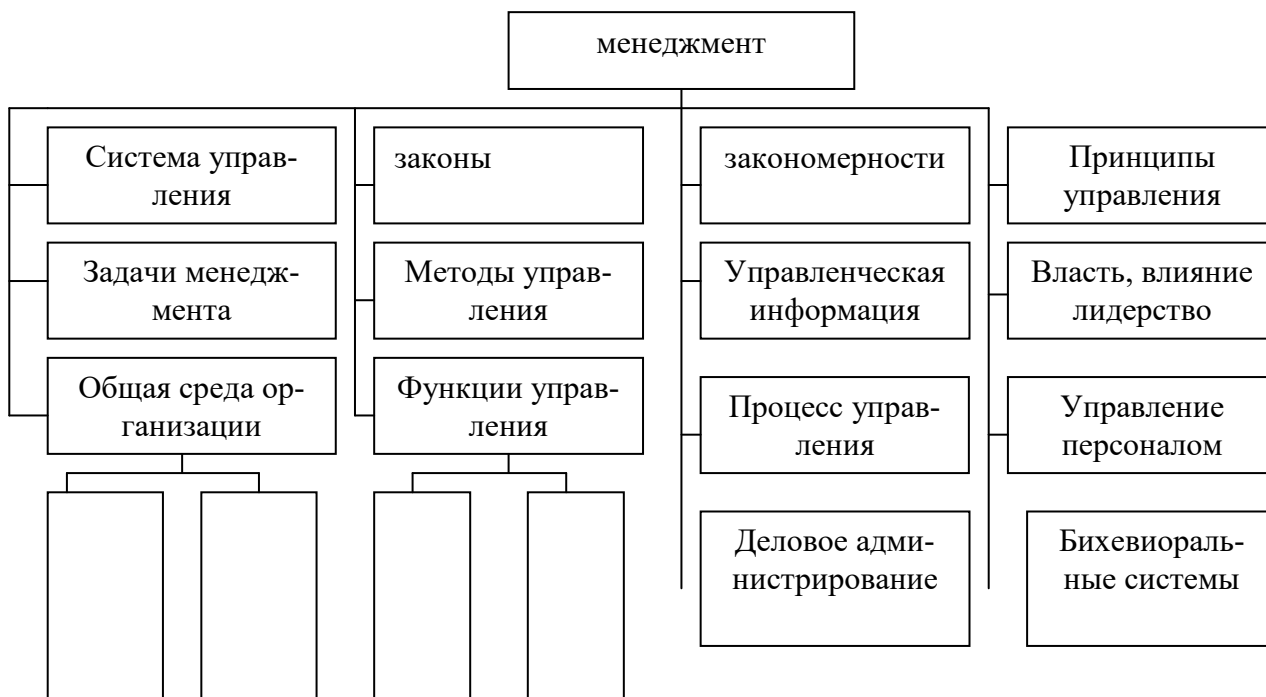 менеджмент
Система управ-
ления
законы
закономерности
Принципы
управления
Задачи менедж-
мента
Методы управ-
ления
Управленческая
информация
Власть, влияние
лидерство
Общая среда ор-
ганизации
Функции управ-
ления
Процесс управ-
ления
Управление
персоналом
Деловое адми-
нистрирование
Бихевиораль-
ные системы